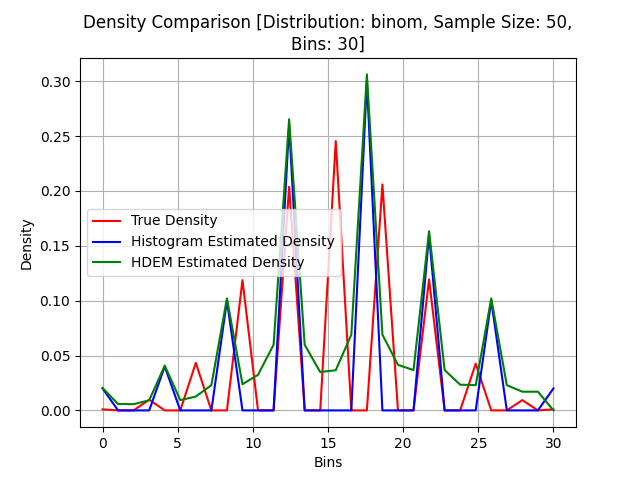 Density Comparison [Distribution: binom, Sample Size: 50,
Bins: 30]
0.30
0.25
0.20
0.15
0.10
0.05
0.00
Density
True Density
Histogram Estimated Density
HDEM Estimated Density
0 5 10 15 20 25 30
Bins